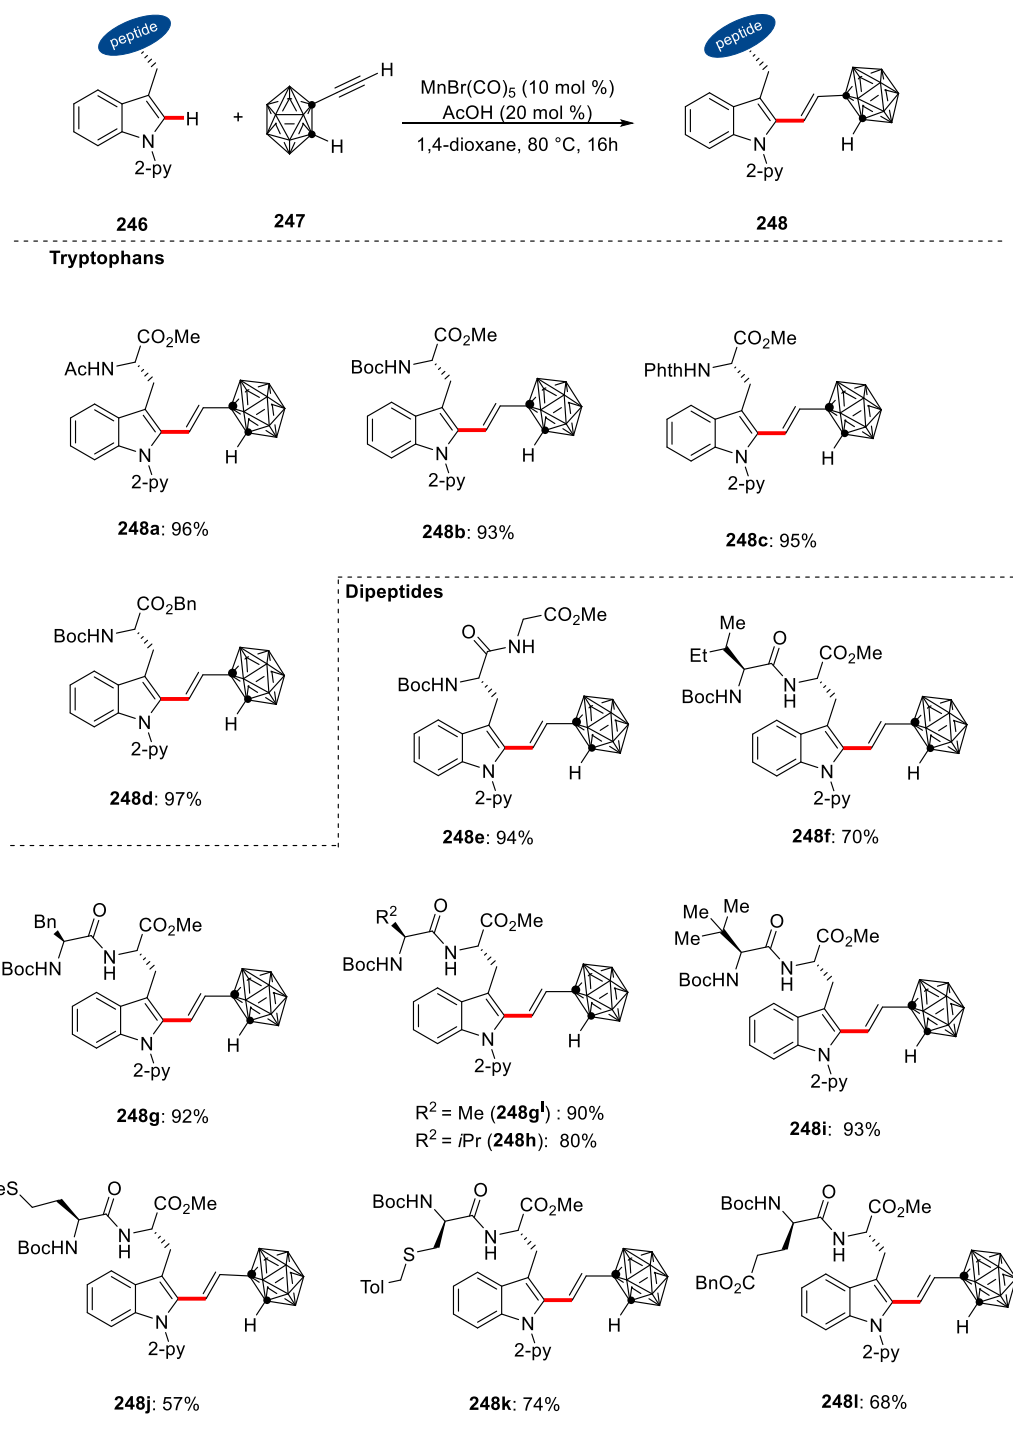 peptide
peptide
H
N
2-py
+
H
H
MnBr(CO)5 (10 mol %)
AcOH (20 mol %)
1,4-dioxane, 80 °C, 16h
N
2-py
H
246
247
248
Tryptophans
CO2Me
AcHN
N
2-py
H
248a: 96%
CO2Me
BocHN
N
2-py
H
248b: 93%
CO2Me
PhthHN
N
2-py
H
248c: 95%
CO2Bn
BocHN
N
2-py
H
248d: 97%
Dipeptides
CO2Me
O
NH
BocHN
N
2-py
H
248e: 94%
Me
Et
O
CO2Me
BocHN
N
H
N
2-py
H
248f: 70%
Bn
O
CO2Me
BocHN
N
H
N
2-py
H
248g: 92%
R2
O
CO2Me
BocHN
N
H
N
2-py
H
R2 = Me (248gI) : 90%
R2 = iPr (248h): 80%
Me
Me
Me
O
CO2Me
BocHN
N
H
N
2-py
H
248i: 93%
eS
O
CO2Me
BocHN
N
H
N
2-py
H
248j: 57%
BocHN
O
CO2Me
S
N
H
Tol
N
2-py
H
248k: 74%
BocHN
O
CO2Me
N
H
BnO2C
N
2-py
H
248l: 68%